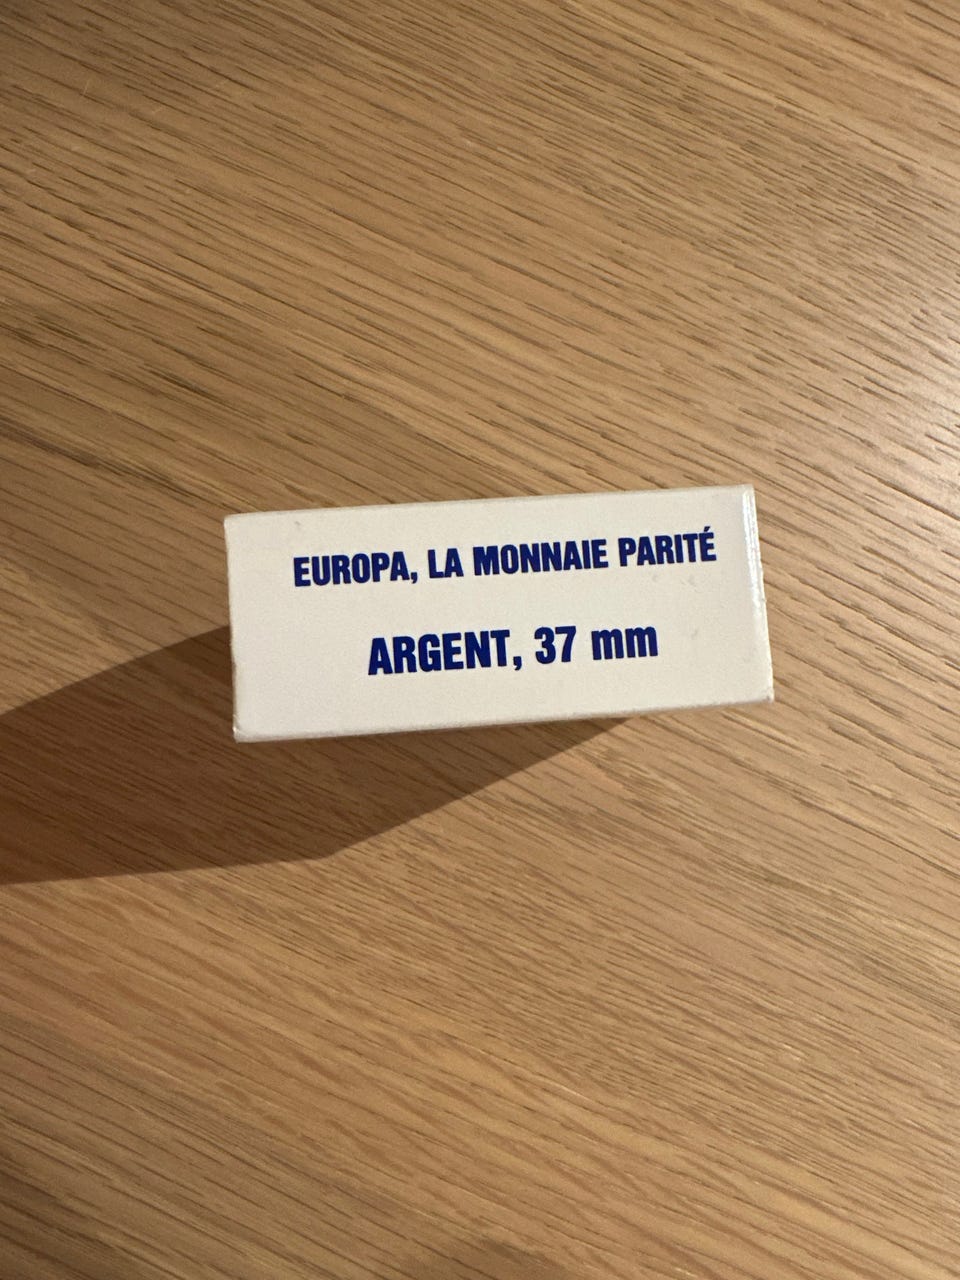 EUROPA, LA MONNAIE PARITÉ
ARGENT, 37 mm